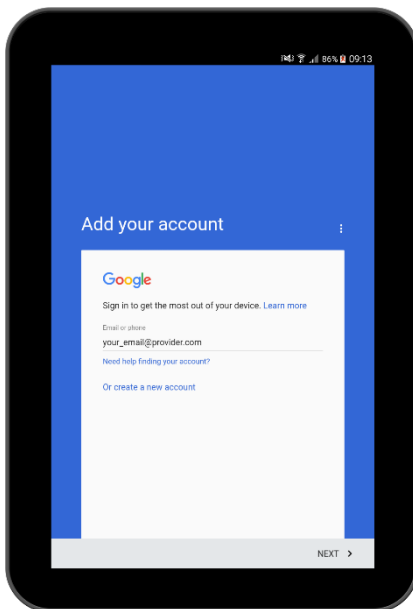 86% 09:13
Add your account
Google
Sign in to get the most out of your device. Learn more
Email or phone
your_email@provider.com
Need help finding your account?
Or create a new account
NEXT